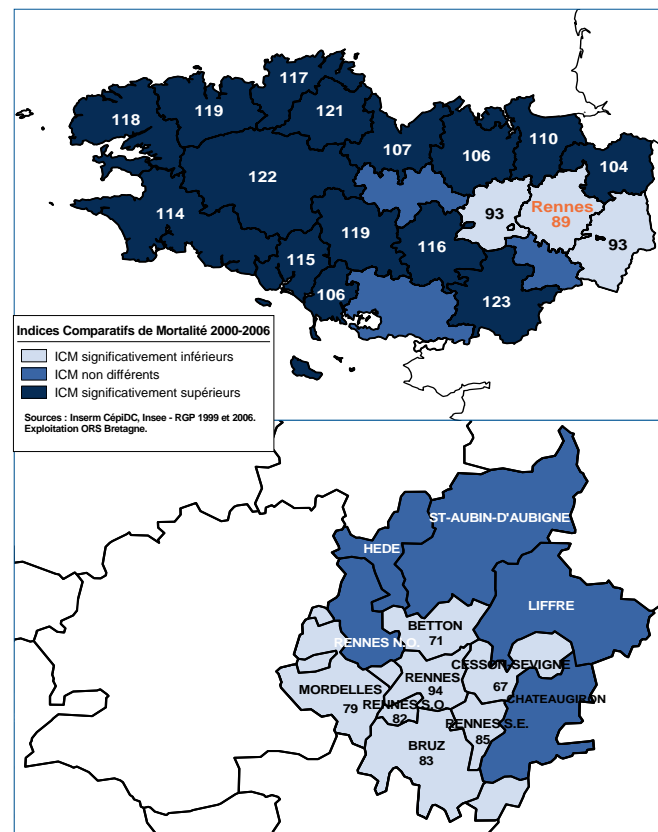 117
119
121
118
110
107
106
104
122
Rennes
93
89
114
119
93
116
115
106
123
Indices Comparatifs de Mortalité 2000-2006
ICM significativement inférieurs
ICM non différents
ICM significativement supérieurs
Sources : Inserm CépiDC, Insee - RGP 1999 et 2006.
Exploitation ORS Bretagne.
ST-AUBIN-D'AUBIGNE
HEDE
LIFFRE
BETTON
71
RENNES N.O.
CESSON-SEVIGNE
RENNES
67
MORDELLES
94
CHATEAUGIRON
79
RENNES S.O.
82
RENNES S.E.
85
BRUZ
83